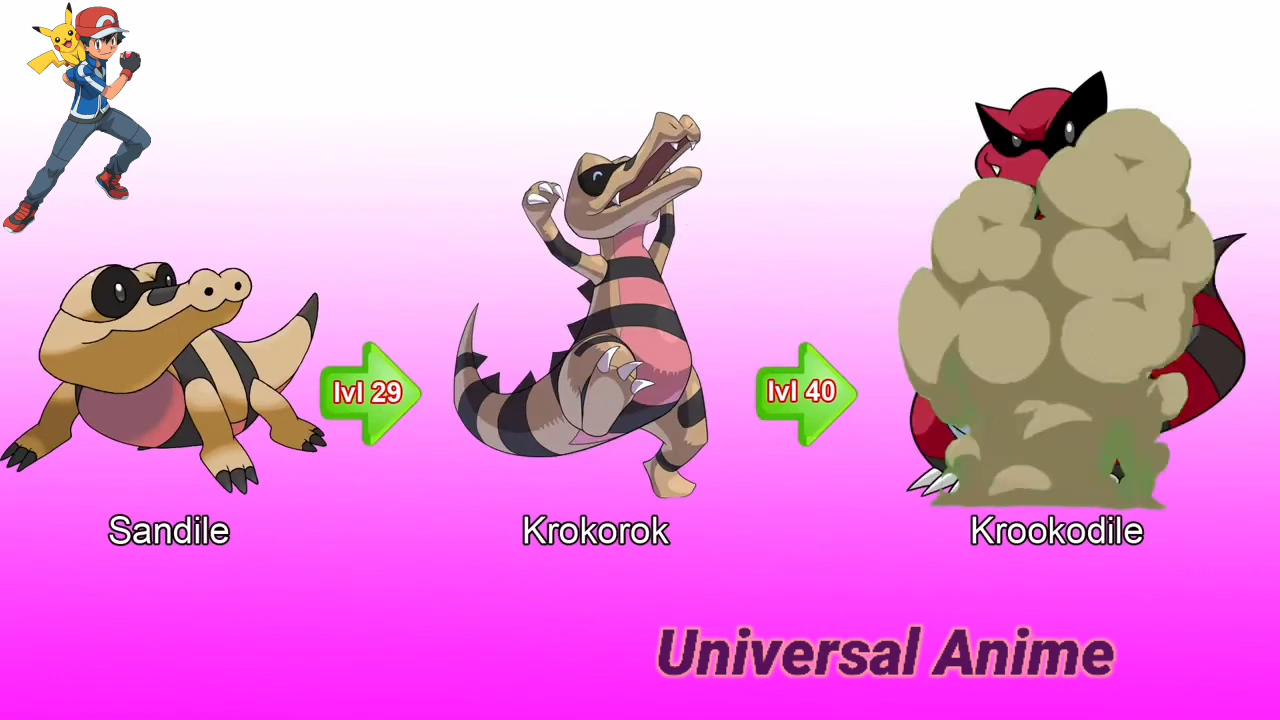 lvl 29
lvl 40
Sandile
Krokorok
Krookodile
Universal Anime